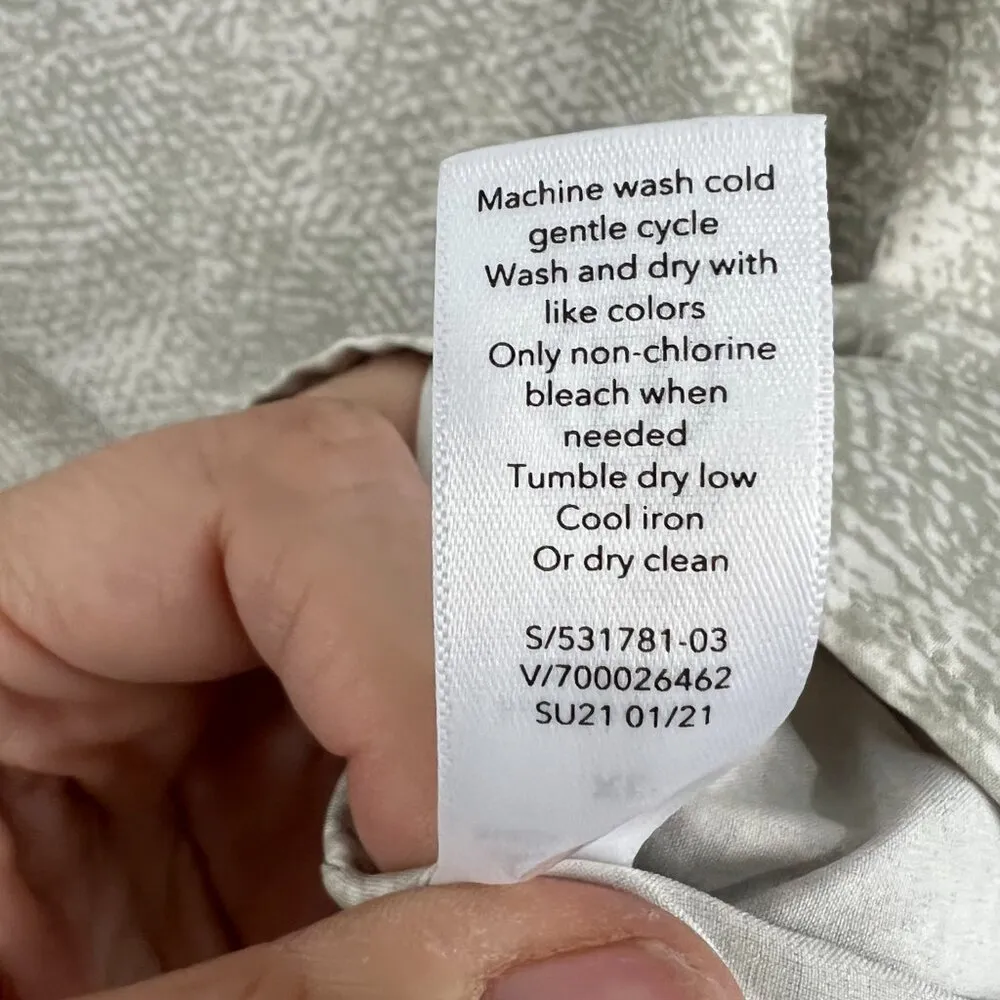 Machine wash cold
gentle cycle
Wash and dry with
like colors
Only non-chlorine
bleach when
needed
Tumble dry low
Cool iron
Or dry clean
S/531781-03
V/700026462
SU21 01/21